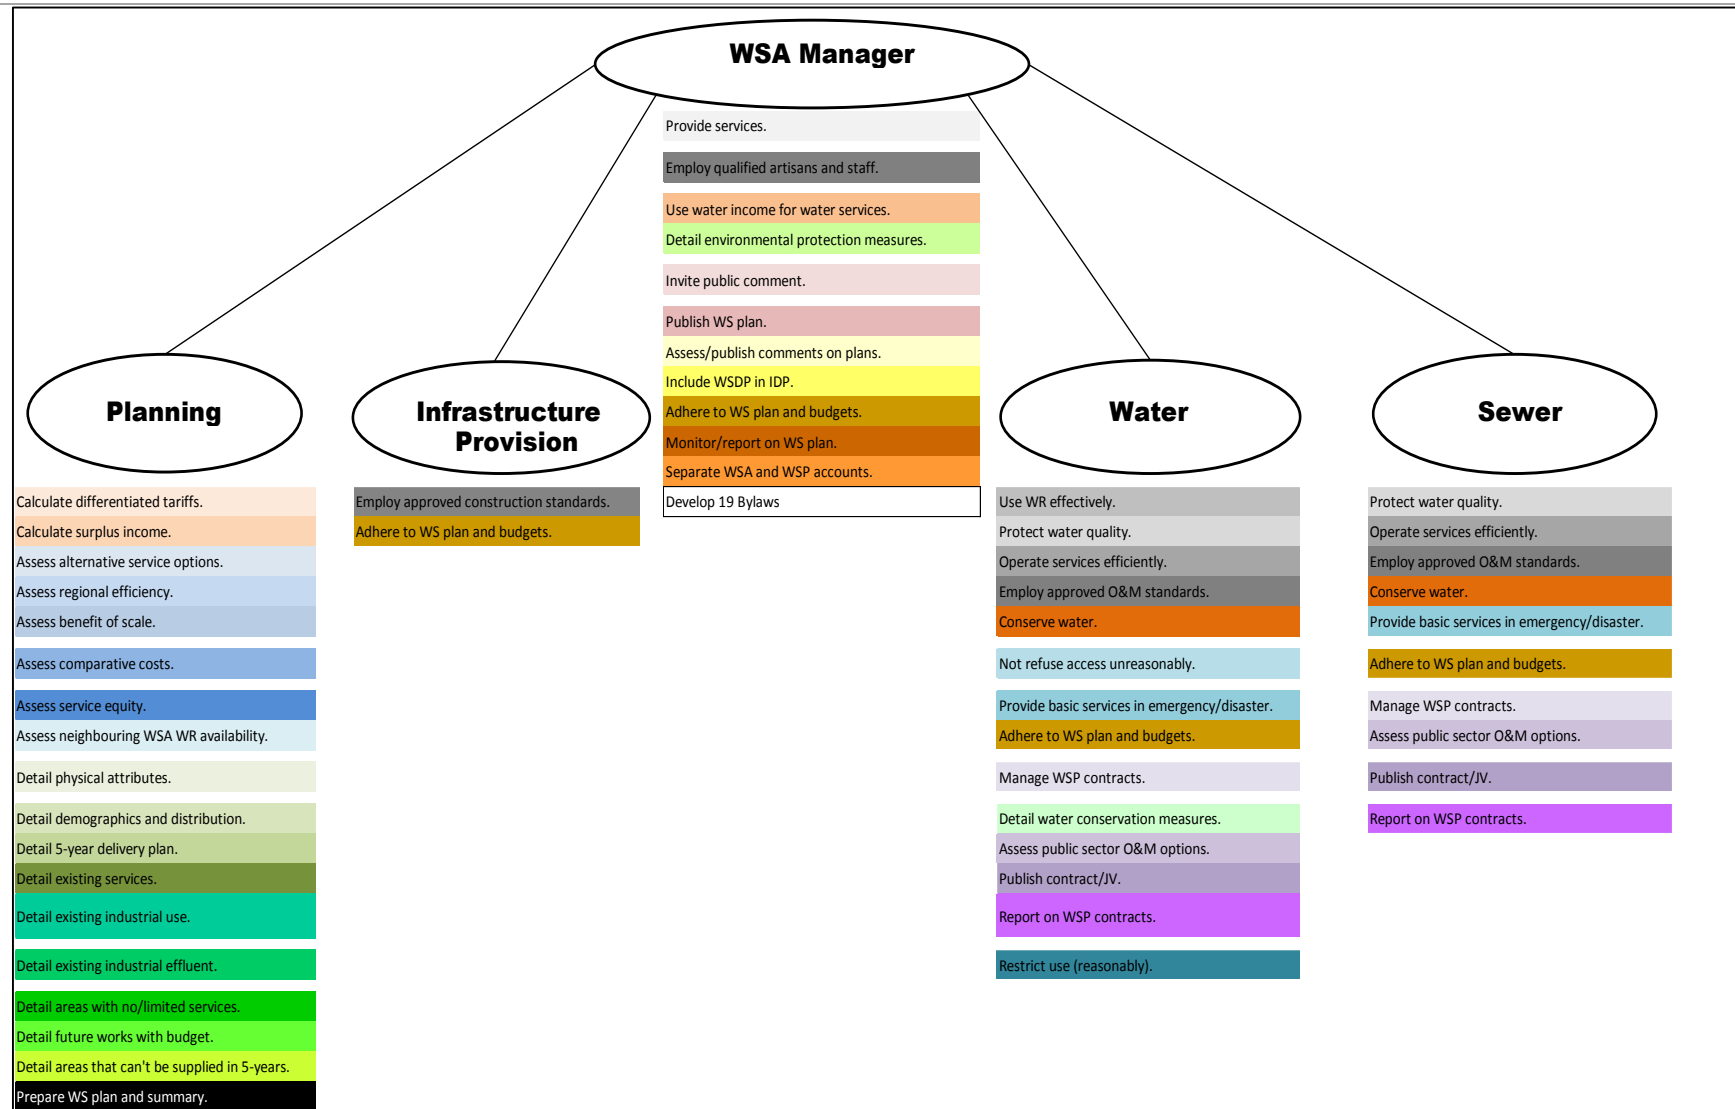 WSA Manager
Provide services.
Employ qualified artisans and staff.
Use water income for water services.
Detail environmental protection measures.
Invite public comment.
Publish WS plan.
Assess/publish comments on plans.
Include WSDP in IDP.
Adhere to WS plan and budgets.
Monitor/report on WS plan.
Separate WSA and WSP accounts.
Develop 19 Bylaws
Planning
Calculate differentiated tariffs.
Calculate surplus income.
Assess alternative service options.
Assess regional efficiency.
Assess benefit of scale.
Assess comparative costs.
Assess service equity.
Assess neighbouring WSA WR availability.
Detail physical attributes.
Detail demographics and distribution.
Detail 5-year delivery plan.
Detail existing services.
Detail existing industrial use.
Detail existing industrial effluent.
Detail areas with no/limited services.
Detail future works with budget.
Detail areas that can't be supplied in 5-years.
Prepare WS plan and summary.
Infrastructure
Provision
Employ approved construction standards.
Adhere to WS plan and budgets.
Water
Use WR effectively.
Protect water quality.
Operate services efficiently.
Employ approved O&M standards.
Conserve water.
Not refuse access unreasonably.
Provide basic services in emergency/disaster.
Adhere to WS plan and budgets.
Manage WSP contracts.
Detail water conservation measures.
Assess public sector O&M options.
Publish contract/JV.
Report on WSP contracts.
Restrict use (reasonably).
Sewer
Protect water quality.
Operate services efficiently.
Employ approved O&M standards.
Conserve water.
Provide basic services in emergency/disaster.
Adhere to WS plan and budgets.
Manage WSP contracts.
Assess public sector O&M options.
Publish contract/JV.
Report on WSP contracts.